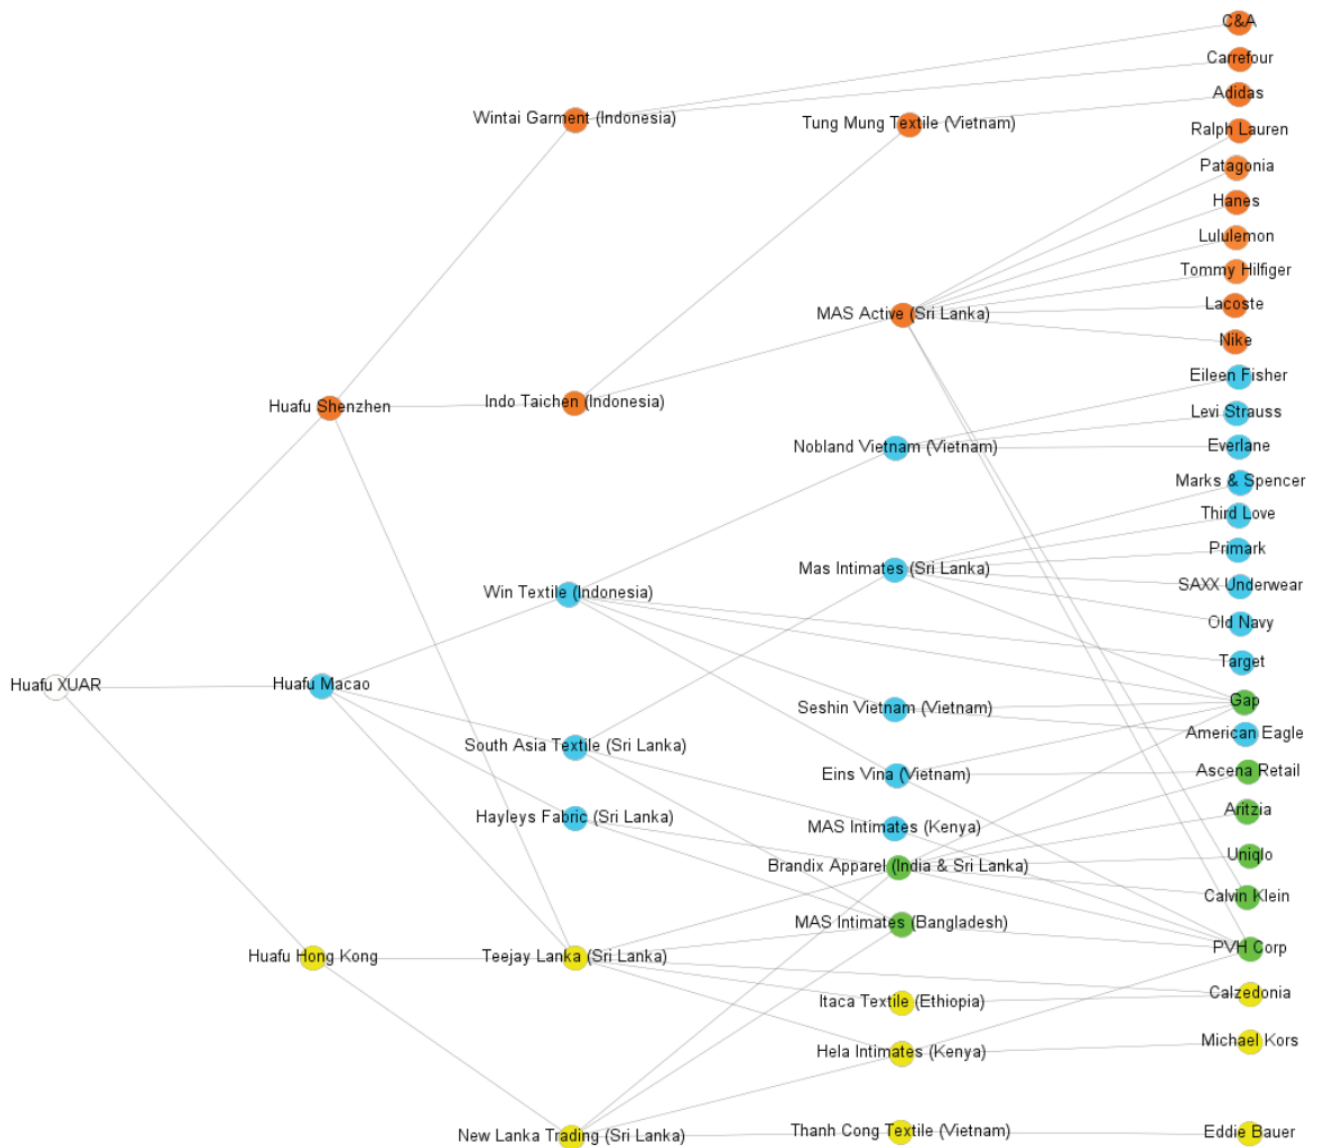 C&A
Carrefour
Adidas
Wintai Garment (Indonesia)
Tung Mung Textile (Vietnam)
Ralph Lauren
Patagonia
Hanes
Lululemon
Tommy Hilfiger
Lacoste
MAS Active (Sri Lanka)
Nike
Eileen Fisher
Huafu Shenzhen
Indo Taichen (Indonesia)
Levi Strauss
Nobland Vietnam (Vietnam)
Everlane
Marks & Spencer
Third Love
Primark
Mas Intimates (Sri Lanka)
SAXX Underwear
Win Textile (Indonesia)
Old Navy
Target
Huafu XUAR
Huafu Macao
Gap
Seshin Vietnam (Vietnam)
American Eagle
South Asia Textile (Sri Lanka)
Eins Vina (Vietnam)
Ascena Retail
Aritzia
Hayleys Fabric (Sri Lanka)
MAS Intimates (Kenya)
Uniqlo
Brandix Apparel (India & Sri Lanka)
Calvin Klein
MAS Intimates (Bangladesh)
PVH Corp
Huafu Hong Kong
Teejay Lanka (Sri Lanka)
Calzedonia
Itaca Textile (Ethiopia)
Michael Kors
Hela Intimates (Kenya)
New Lanka Trading (Sri Lanka)
Thanh Cong Textile (Vietnam)
Eddie Bauer